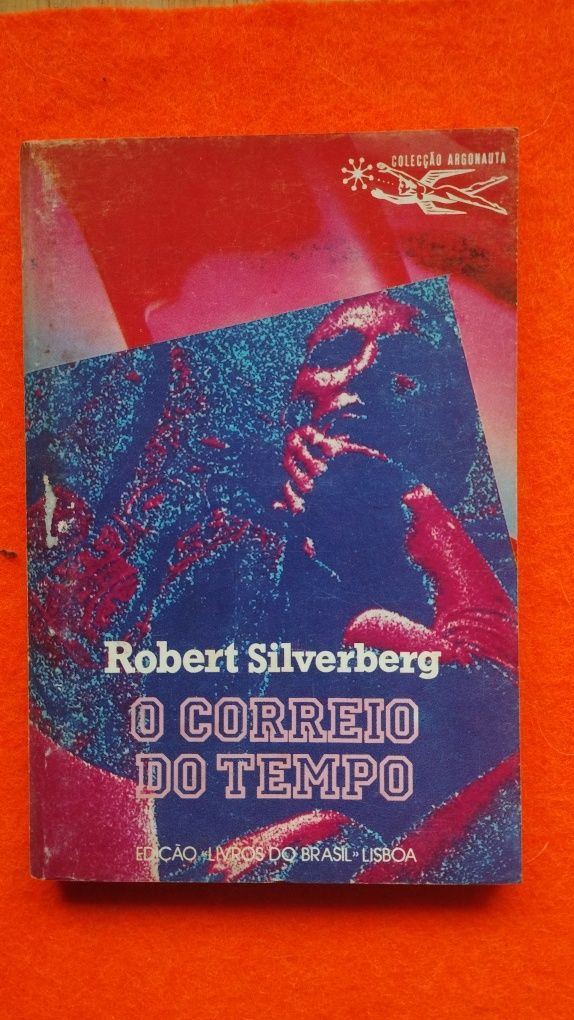 COLECÇÃO ARGONAUTA
Robert Silverberg
O CORREIO
DO TEMPO
EDIÇÃO «LIVROS DO BRASIL» LISBOA